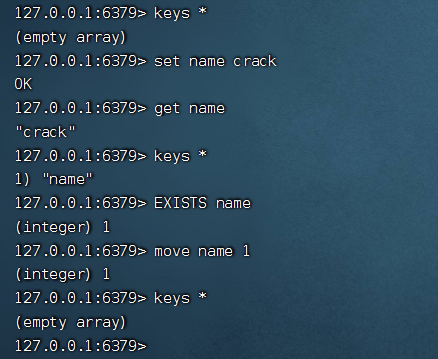 127.0.0.1:6379> keys *
(empty array)
127.0.0.1:6379> set name crack
OK
127.0.0.1:6379> get name
"crack"
127.0.0.1:6379> keys *
1) "name"
127.0.0.1:6379> EXISTS name
(integer) 1
127.0.0.1:6379> move name 1
(integer) 1
127.0.0.1:6379> keys *
(empty array)
127.0.0.1:6379>